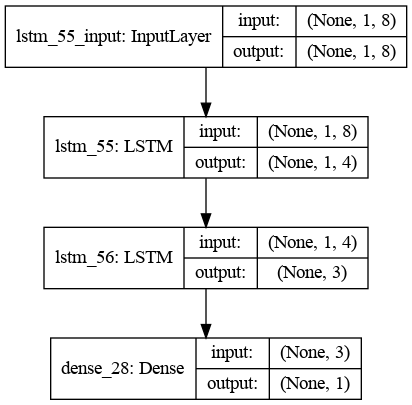 lstm_55_input: InputLayer
input: (None, 1, 8)
output: (None, 1, 8)
lstm_55: LSTM
input: (None, 1, 8)
output: (None, 1, 4)
lstm_56: LSTM
input: (None, 1, 4)
output: (None, 3)
dense_28: Dense
input: (None, 3)
output: (None, 1)